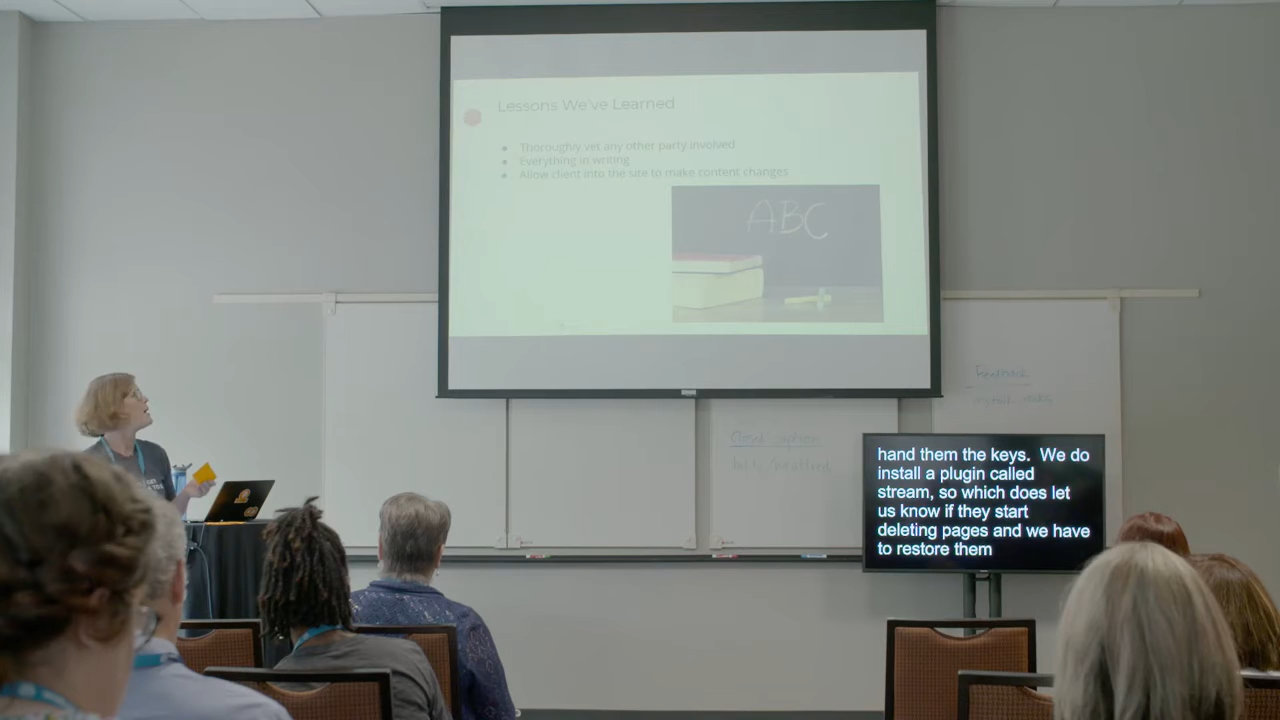 Lessons We've Learned
● Thoroughly vet any other party involved
● Everything in writing
● Allow client into the site to make content changes
ABC
Feedback
hand them the keys. We do
install a plugin called
stream, so which does let
us know if they start
deleting pages and we have
to restore them